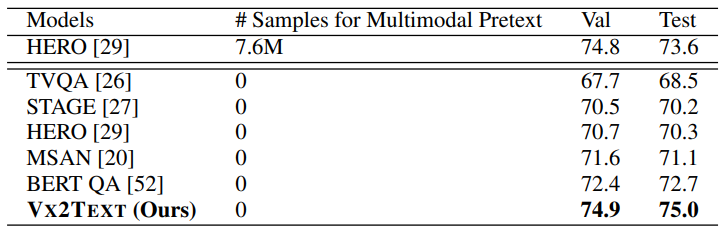 Models # Samples for Multimodal Pretext Val Test
HERO [29] 7.6M 74.8 73.6
TVQA [26] 0 67.7 68.5
STAGE [27] 0 70.5 70.2
HERO [29] 0 70.7 70.3
MSAN [20] 0 71.6 71.1
BERT QA [52] 0 72.4 72.7
VX2TEXT (Ours) 0 74.9 75.0